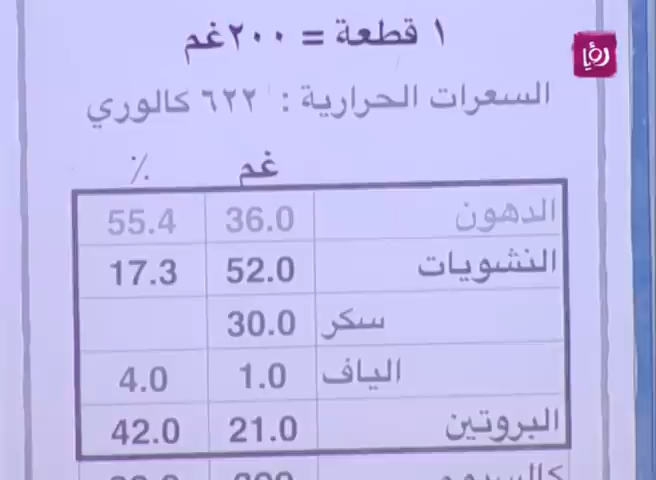 ١ قطعة = ٢٠٠غم
رؤيا
السعرات الحرارية : ٦٢٢ كالوري
غم %
الدهون 36.0 55.4
النشويات 52.0 17.3
سكر 30.0
الياف 1.0 4.0
البروتين 21.0 42.0